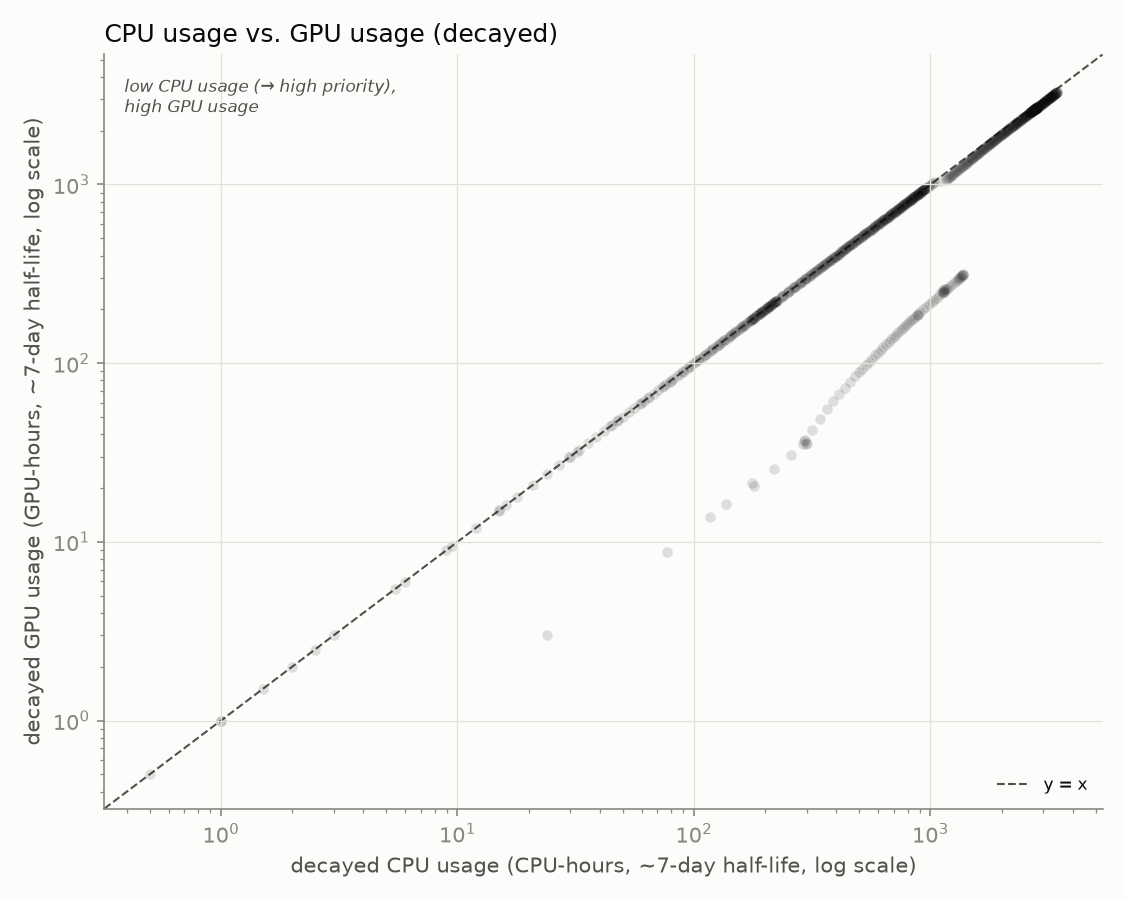 CPU usage vs. GPU usage (decayed)
low CPU usage (→ high priority),
high GPU usage
decayed GPU usage (GPU-hours, ~7-day half-life, log scale)
10³
10²
10¹
10⁰
y = x
10⁰ 10¹ 10² 10³
decayed CPU usage (CPU-hours, ~7-day half-life, log scale)